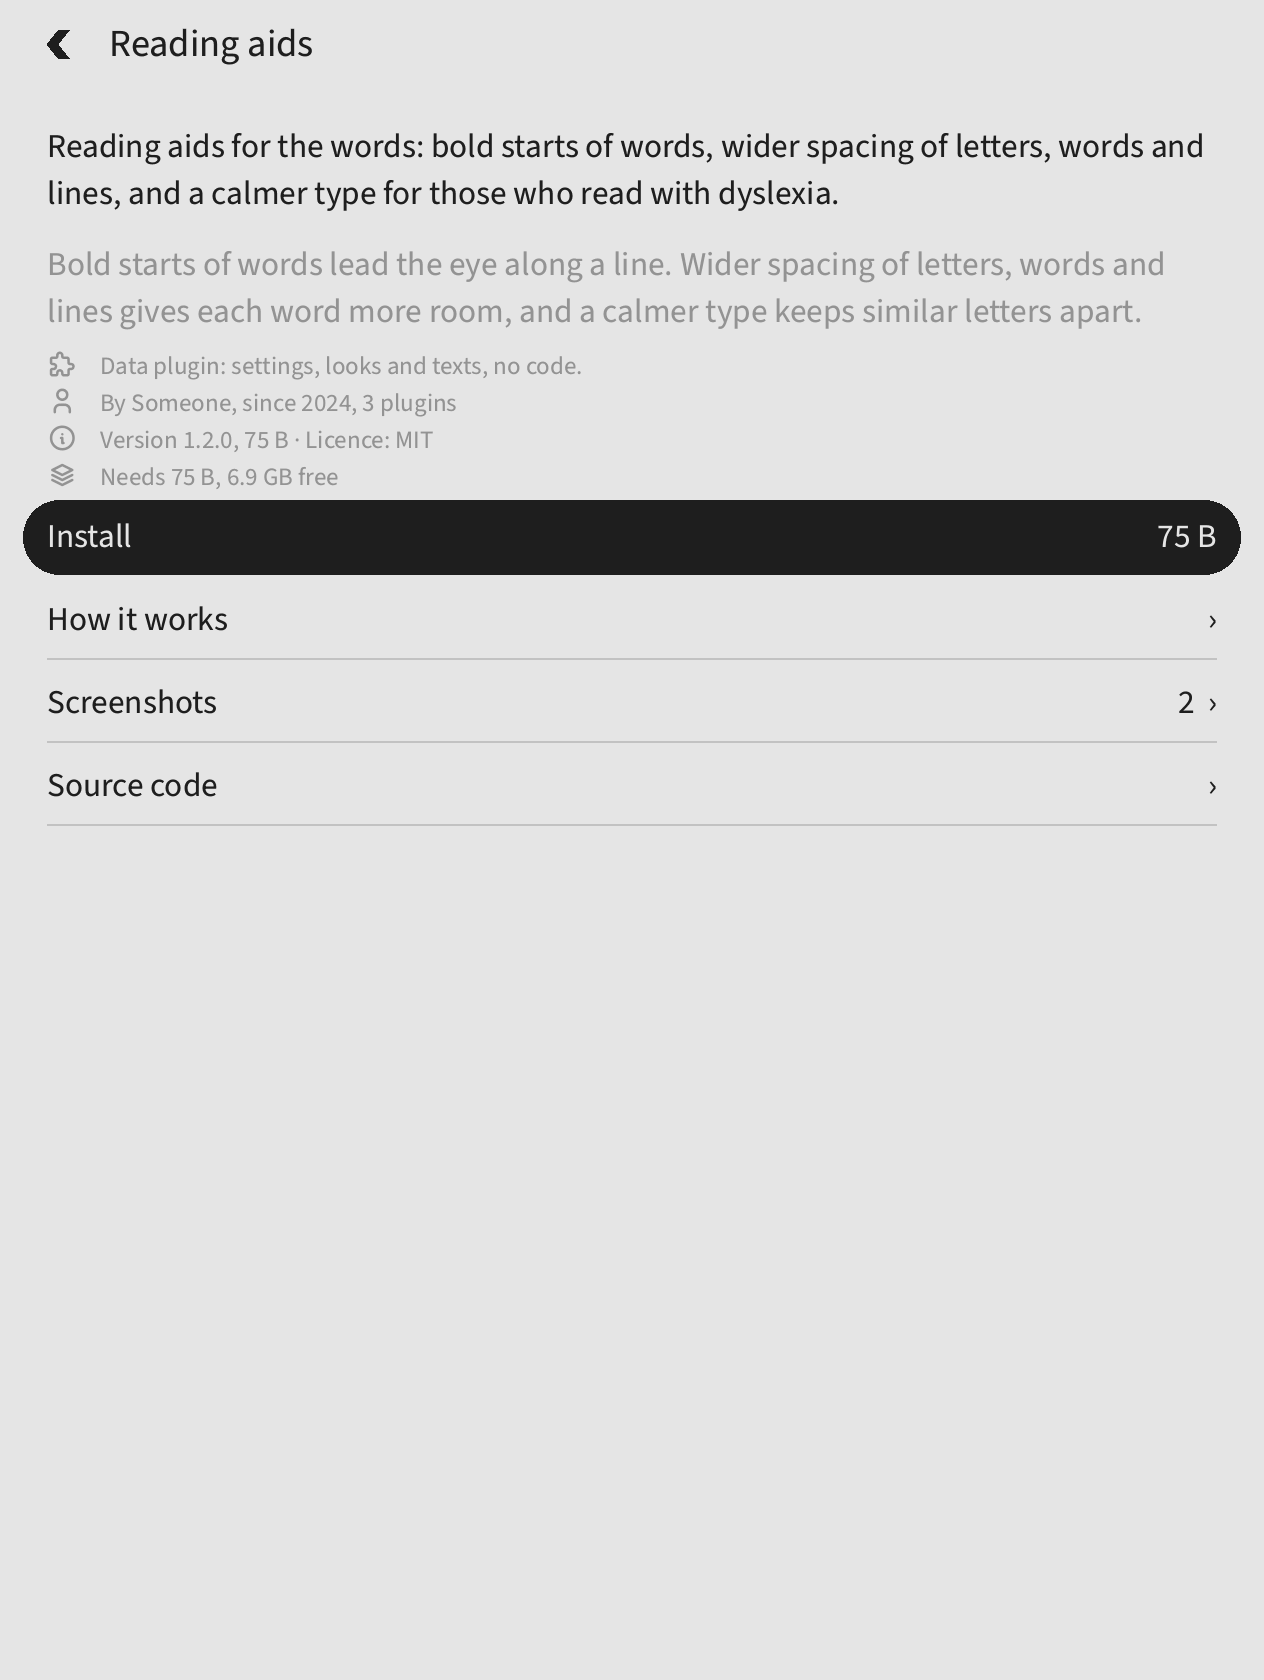 Reading aids
Reading aids for the words: bold starts of words, wider spacing of letters, words and
lines, and a calmer type for those who read with dyslexia.
Bold starts of words lead the eye along a line. Wider spacing of letters, words and
lines gives each word more room, and a calmer type keeps similar letters apart.
Data plugin: settings, looks and texts, no code.
By Someone, since 2024, 3 plugins
Version 1.2.0, 75 B · Licence: MIT
Needs 75 B, 6.9 GB free
Install 75 B
How it works ›
Screenshots 2 ›
Source code ›